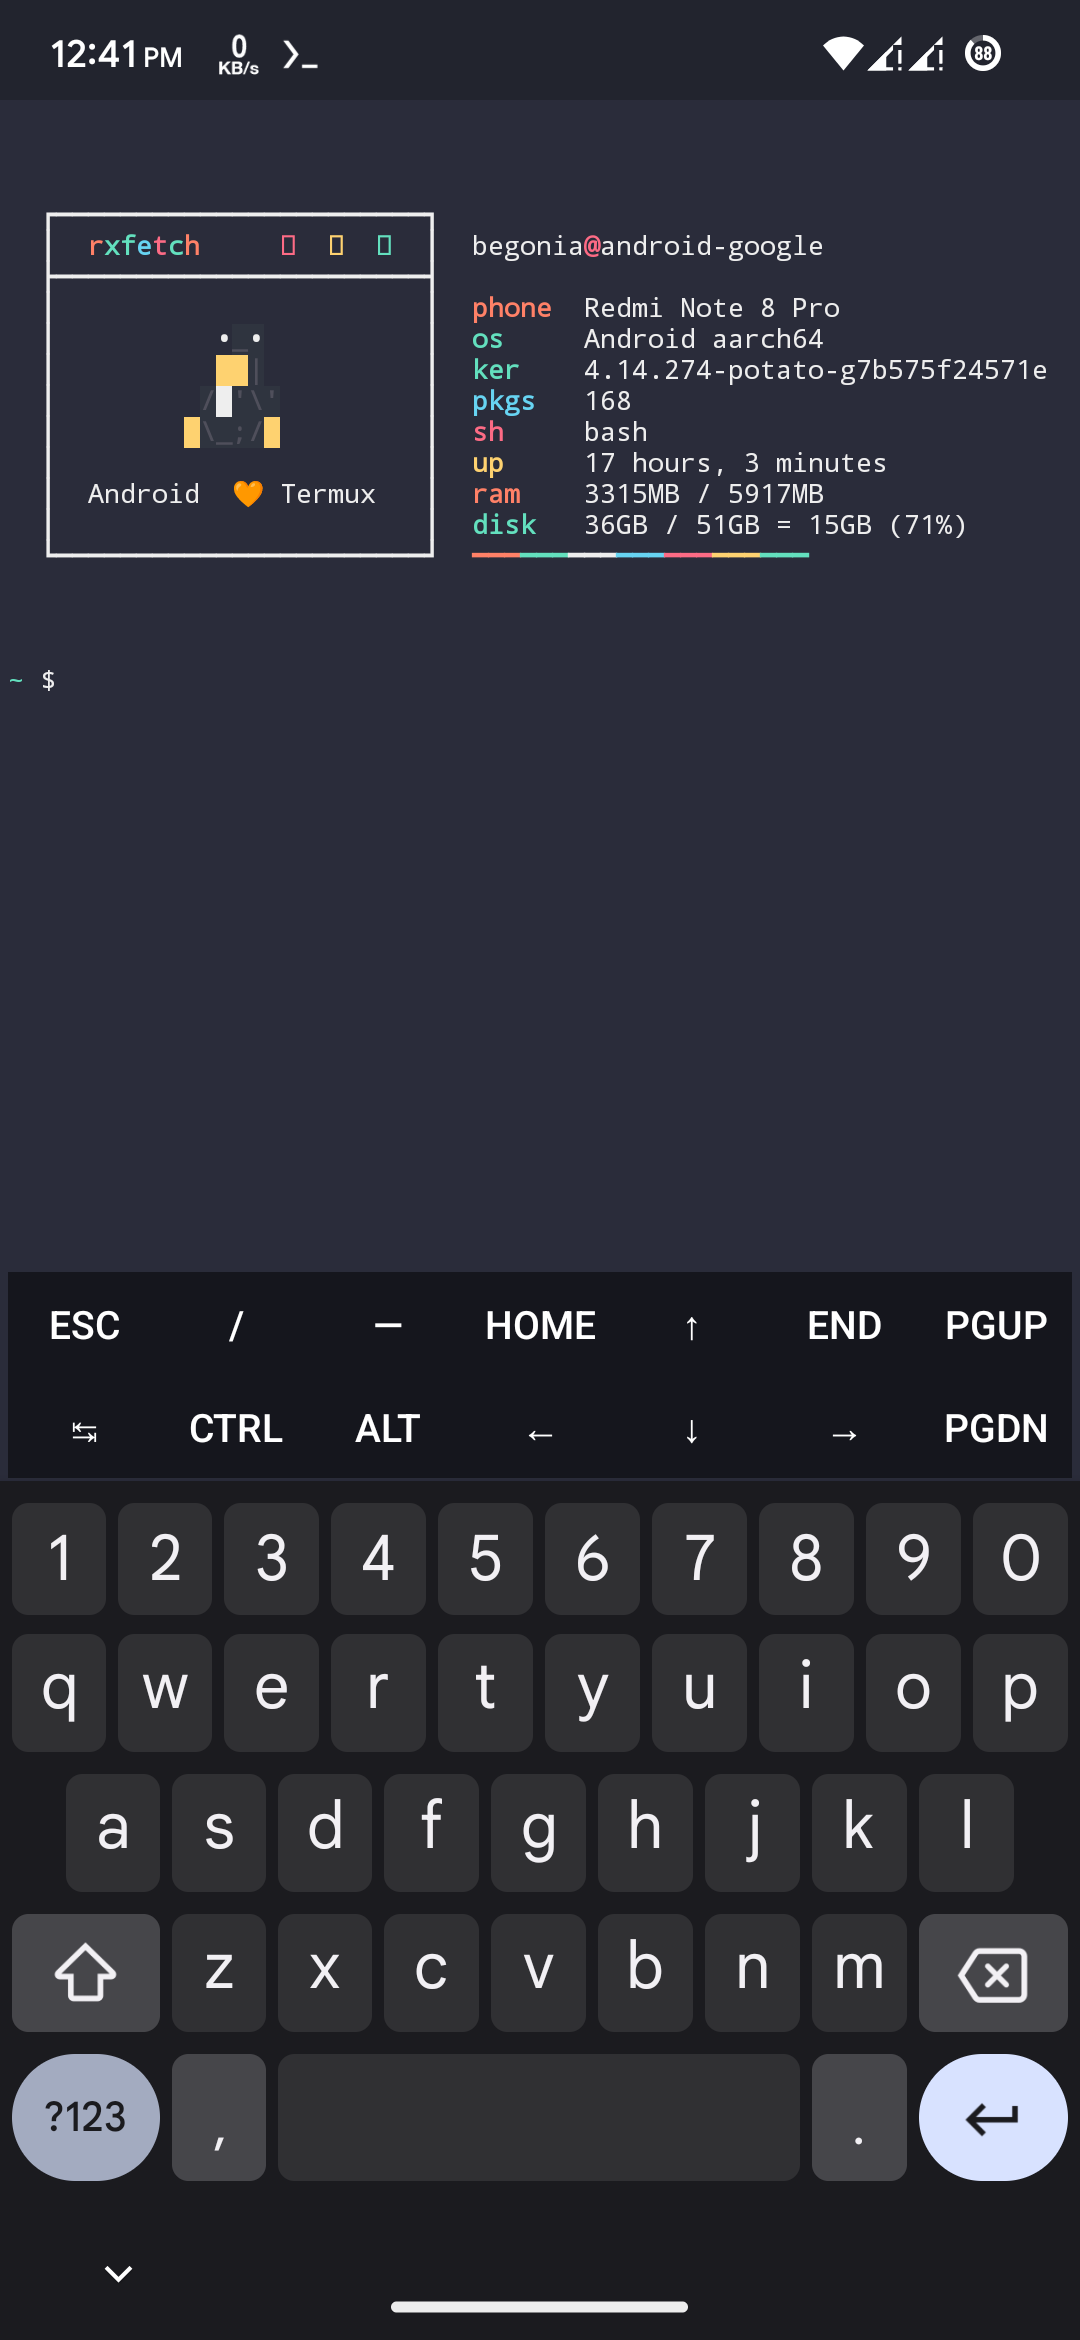 12:41 PM 0 KB/s 88
rxfetch
begonia@android-google
phone Redmi Note 8 Pro
os Android aarch64
ker 4.14.274-potato-g7b575f24571e
pkgs 168
sh bash
up 17 hours, 3 minutes
ram 3315MB / 5917MB
disk 36GB / 51GB = 15GB (71%)
Android 🧡 Termux
~ $
ESC / — HOME ↑ END PGUP
↹ CTRL ALT ← ↓ → PGDN
1 2 3 4 5 6 7 8 9 0
q w e r t y u i o p
a s d f g h j k l
z x c v b n m
?123 , .